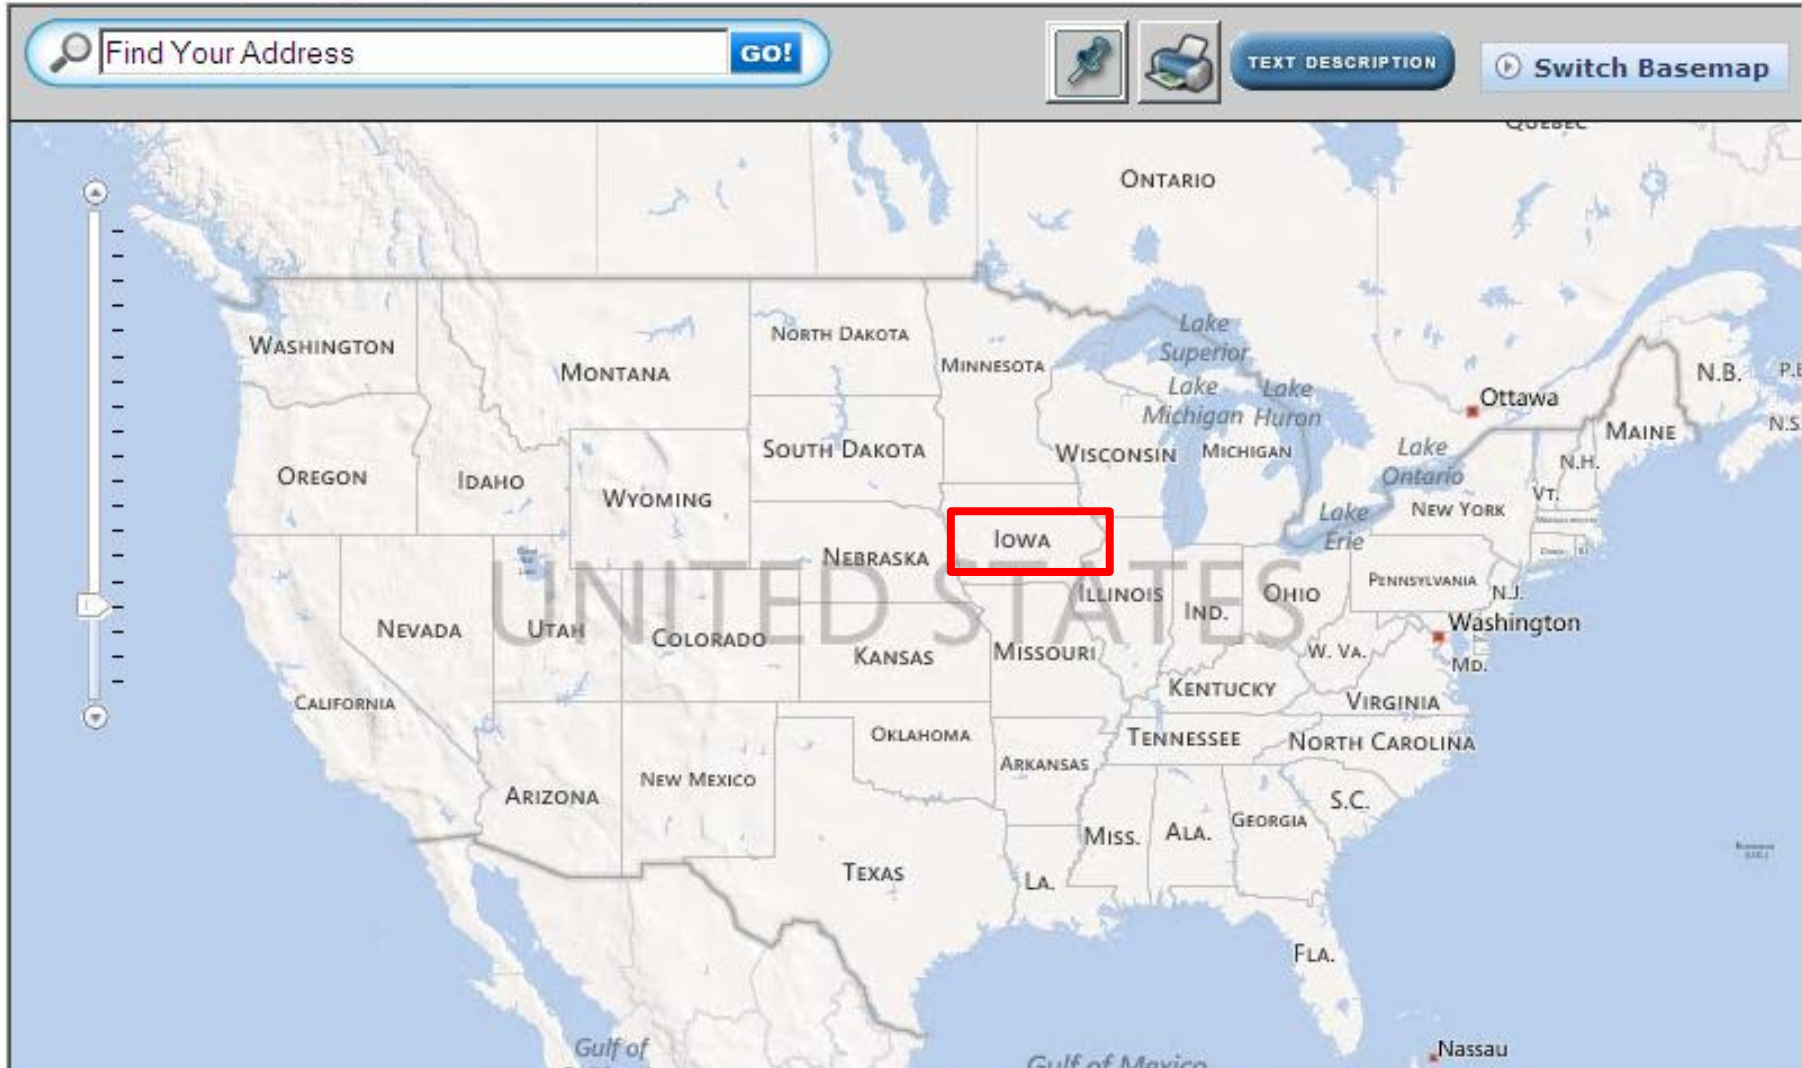 Find Your Address
GO!
TEXT DESCRIPTION
Switch Basemap
QUEBEC
ONTARIO
Lake
Superior
WASHINGTON
NORTH DAKOTA
MINNESOTA
MONTANA
Lake
Michigan
Lake
Huron
N.B.
Ottawa
MAINE
SOUTH DAKOTA
WISCONSIN
MICHIGAN
Lake
Ontario
N.H.
OREGON
IDAHO
WYOMING
VT.
NEW YORK
Lake
Erie
IOWA
NEBRASKA
UNITED STATES
ILLINOIS
IND.
OHIO
PENNSYLVANIA
N.J.
Washington
NEVADA
UTAH
COLORADO
KANSAS
MISSOURI
W. VA.
MD.
KENTUCKY
VIRGINIA
CALIFORNIA
OKLAHOMA
TENNESSEE
NORTH CAROLINA
ARKANSAS
NEW MEXICO
ARIZONA
S.C.
GEORGIA
MISS.
ALA.
TEXAS
LA.
FLA.
Gulf of
Gulf of Mexico
Nassau